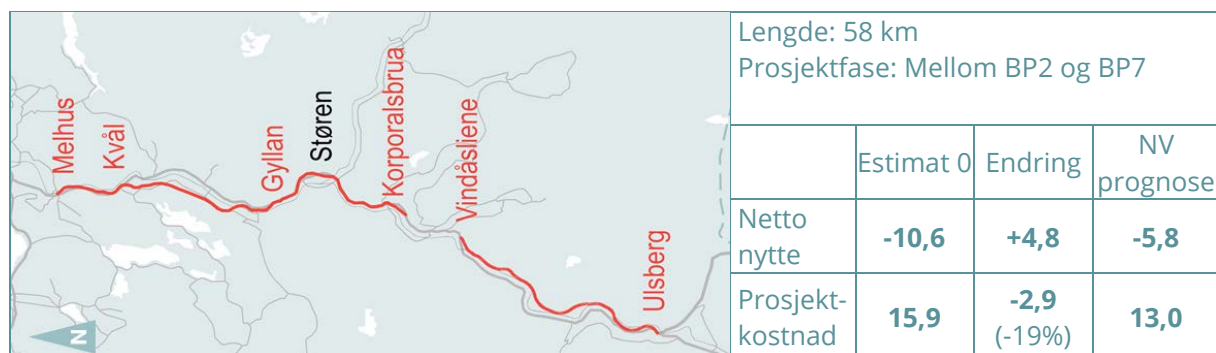 Melhus
Kvål
Gyllan
Støren
Korporalsbrua
Vindåsliene
Ulsberg
N
Lengde: 58 km
Prosjektfase: Mellom BP2 og BP7
Estimat 0 Endring NV
prognose
Netto
nytte -10,6 +4,8 -5,8
Prosjekt-
kostnad 15,9 -2,9
(-19%) 13,0